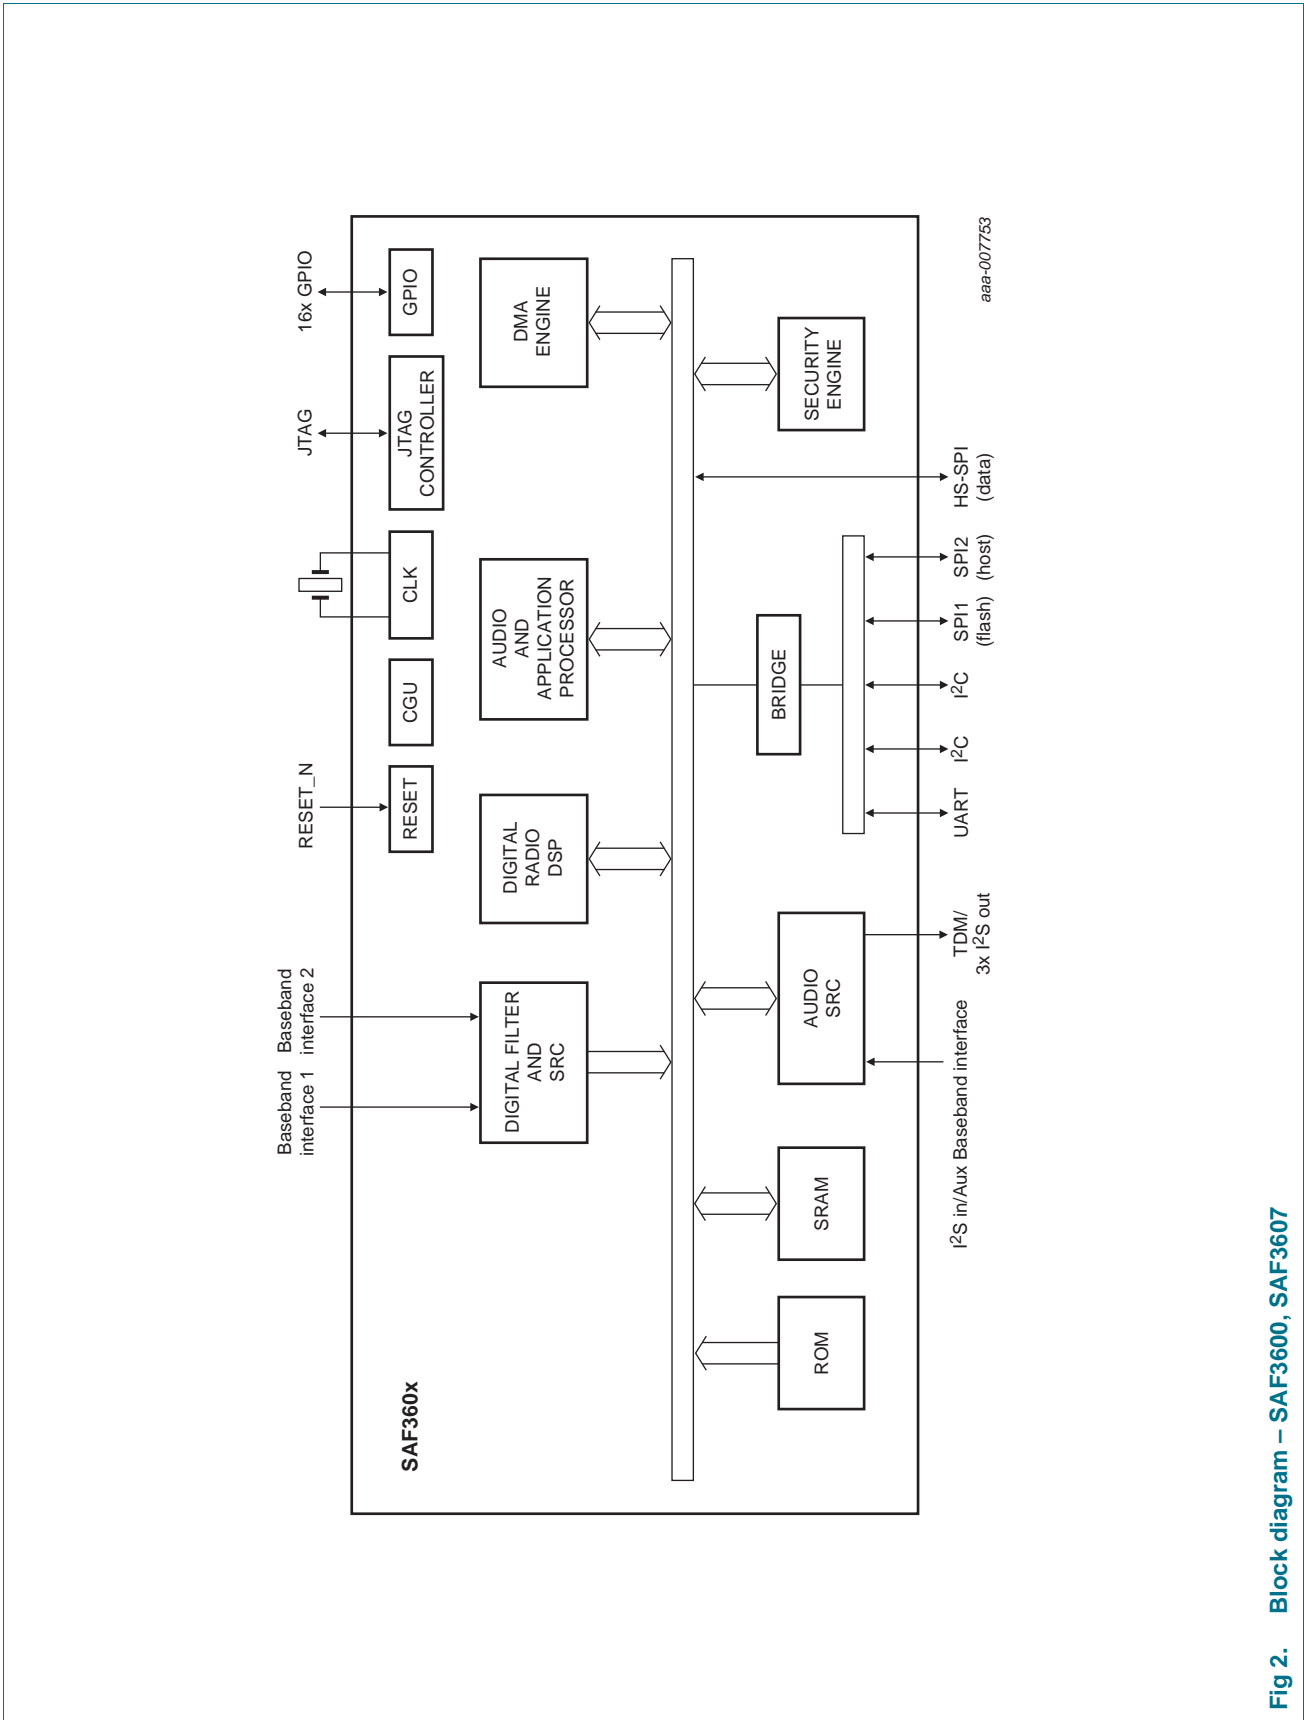 SAF360x
Baseband
interface 1
Baseband
interface 2
RESET_N
JTAG
16x GPIO
RESET
CGU
CLK
JTAG
CONTROLLER
GPIO
DIGITAL FILTER
AND
SRC
DIGITAL
RADIO
DSP
AUDIO
AND
APPLICATION
PROCESSOR
DMA
ENGINE
ROM
SRAM
AUDIO
SRC
BRIDGE
SECURITY
ENGINE
I²S in/Aux Baseband interface
TDM/
3x I²S out
UART
I²C
I²C
SPI1
(flash)
SPI2
(host)
HS-SPI
(data)
aaa-007753
Fig 2. Block diagram – SAF3600, SAF3607